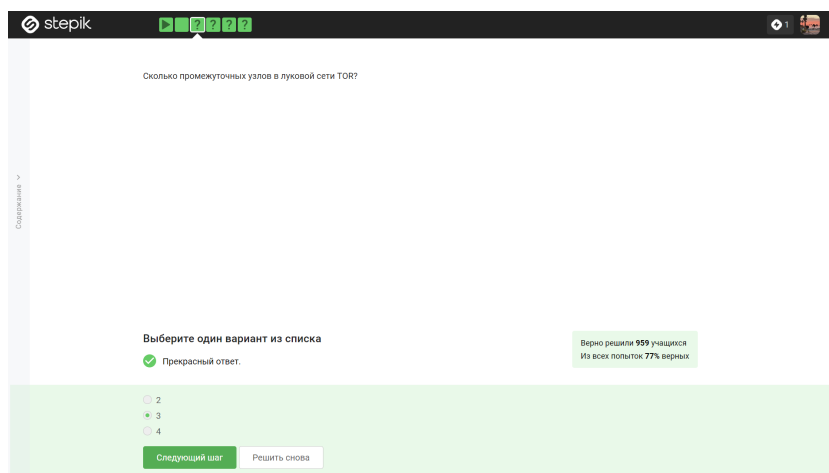 stepik
? ? ? ?
1
Сколько промежуточных узлов в луковой сети TOR?
Содержание
Выберите один вариант из списка
Прекрасный ответ.
Верно решили 959 учащихся
Из всех попыток 77% верных
2
3
4
Следующий шаг
Решить снова